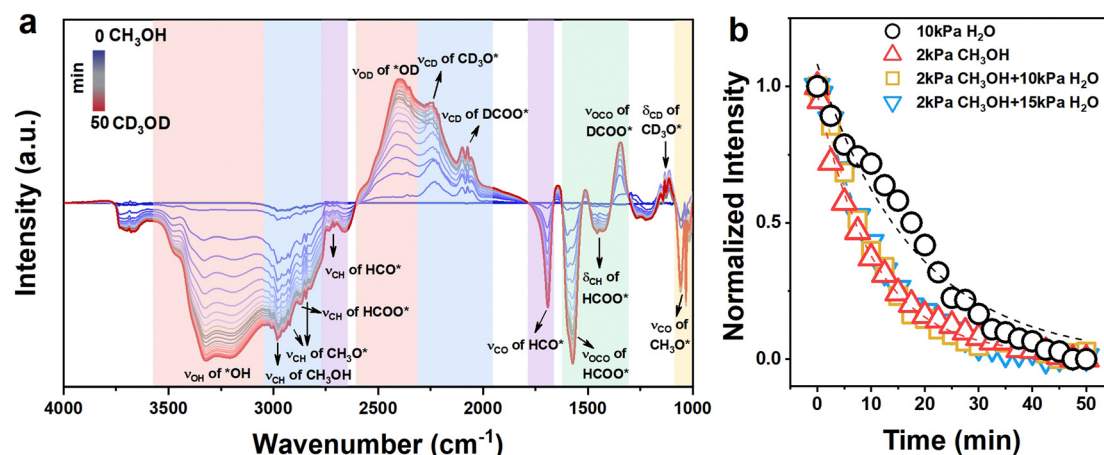 a
0 CH₃OH
min
50 CD₃OD
Intensity (a.u.)
νOD of *OD
νCD of CD₃O*
νCD of DCOO*
νOCO of
DCOO*
δCD of
CD₃O*
νCH of HCO*
νCH of HCOO*
νCH of CH₃O*
νCH of CH₃OH
νOH of *OH
νCO of HCO*
δCH of
HCOO*
νOCO of
HCOO*
νCO of
CH₃O*
4000 3500 3000 2500 2000 1500 1000
Wavenumber (cm⁻¹)
b
10kPa H₂O
2kPa CH₃OH
2kPa CH₃OH+10kPa H₂O
2kPa CH₃OH+15kPa H₂O
Normalized Intensity
1.0
0.5
0.0
0 10 20 30 40 50
Time (min)